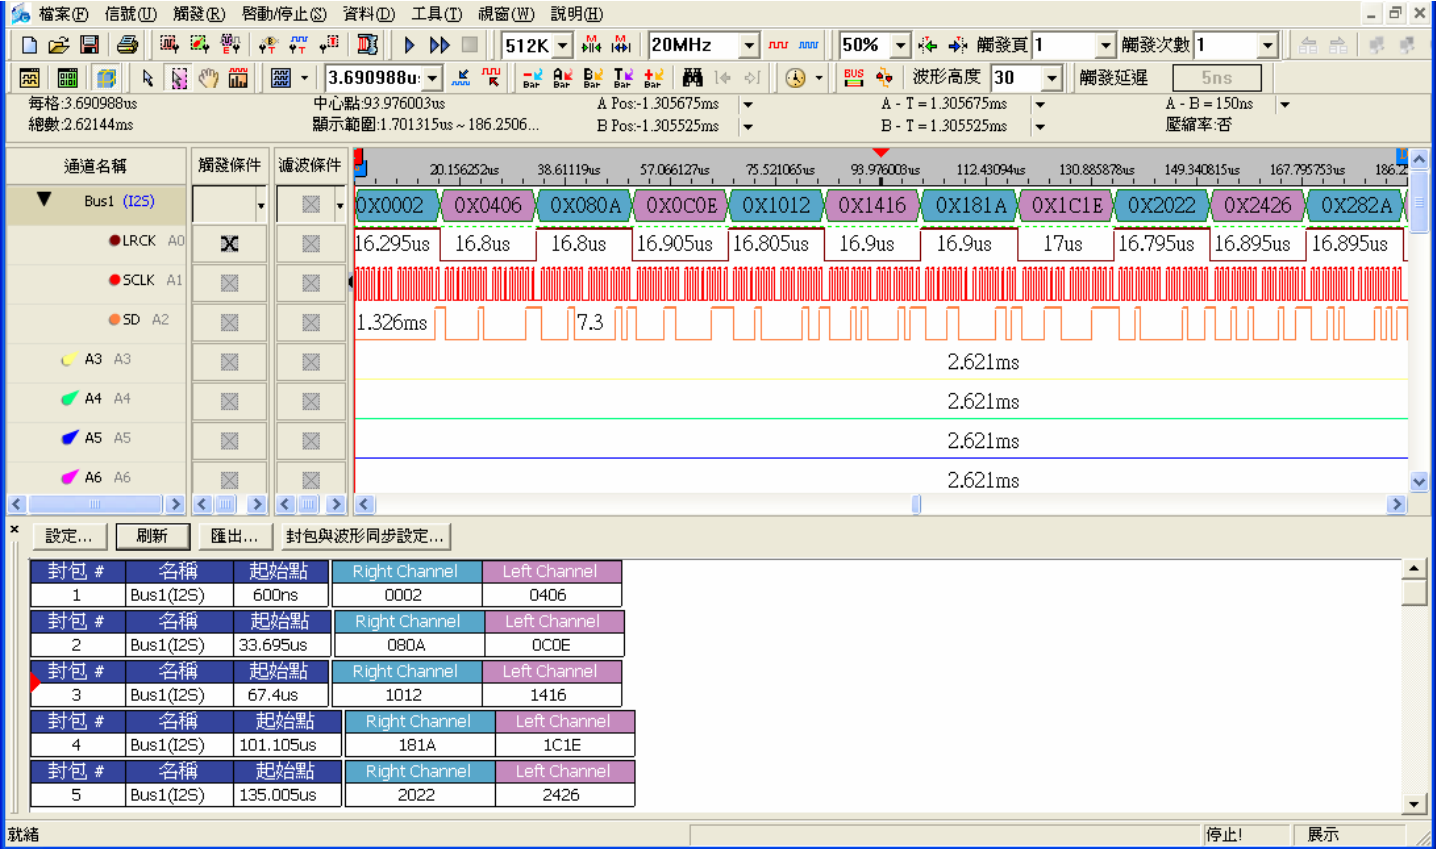 檔案(F) 信號(U) 觸發(R) 啓動/停止(S) 資料(D) 工具(T) 視窗(W) 說明(H)
512K 20MHz 50% 觸發頁 1 觸發次數 1
3.690988u: Bar Bar Bar Bar Bar BUS 波形高度 30 觸發延遲 5ns
每格:3.690988us 中心點:93.976003us A Pos:-1.305675ms A - T = 1.305675ms A - B = 150ns
總數:2.62144ms 顯示範圍:1.701315us ~ 186.2506... B Pos:-1.305525ms B - T = 1.305525ms 壓縮率:否
通道名稱 觸發條件 濾波條件 20.156252us 38.61119us 57.066127us 75.521065us 93.976003us 112.43094us 130.885878us 149.340815us 167.795753us 186.2
Bus1 (I2S) 0X0002 0X0406 0X080A 0X0C0E 0X1012 0X1416 0X181A 0X1C1E 0X2022 0X2426 0X282A
LRCK A0 16.295us 16.8us 16.8us 16.905us 16.805us 16.9us 16.9us 17us 16.795us 16.895us 16.895us
SCLK A1
SD A2 1.326ms 7.3
A3 A3 2.621ms
A4 A4 2.621ms
A5 A5 2.621ms
A6 A6 2.621ms
設定... 刷新 匯出... 封包與波形同步設定...
封包 # 名稱 起始點 Right Channel Left Channel
1 Bus1(I2S) 600ns 0002 0406
封包 # 名稱 起始點 Right Channel Left Channel
2 Bus1(I2S) 33.695us 080A 0C0E
封包 # 名稱 起始點 Right Channel Left Channel
3 Bus1(I2S) 67.4us 1012 1416
封包 # 名稱 起始點 Right Channel Left Channel
4 Bus1(I2S) 101.105us 181A 1C1E
封包 # 名稱 起始點 Right Channel Left Channel
5 Bus1(I2S) 135.005us 2022 2426
就緒 停止! 展示